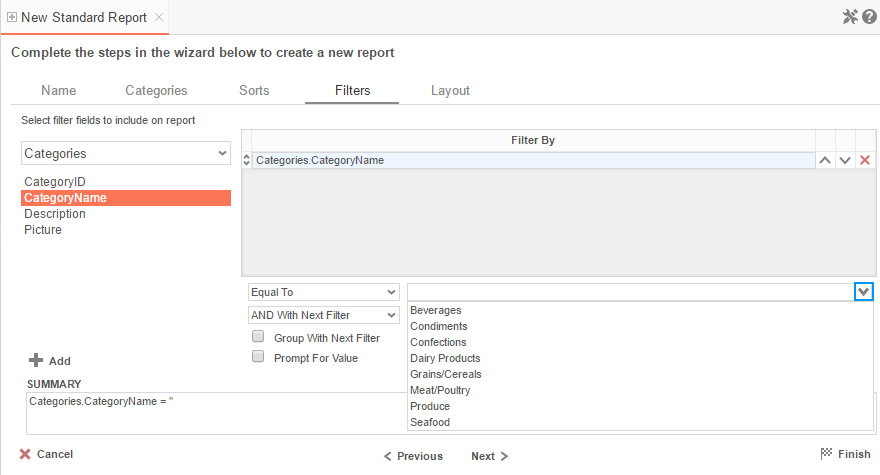 New Standard Report
Complete the steps in the wizard below to create a new report
Name Categories Sorts Filters Layout
Select filter fields to include on report
Categories
CategoryID
CategoryName
Description
Picture
Filter By
Categories.CategoryName
Equal To
AND With Next Filter
Group With Next Filter
Prompt For Value
Beverages
Condiments
Confections
Dairy Products
Grains/Cereals
Meat/Poultry
Produce
Seafood
Add
SUMMARY
Categories.CategoryName = ''
Cancel
Previous
Next
Finish